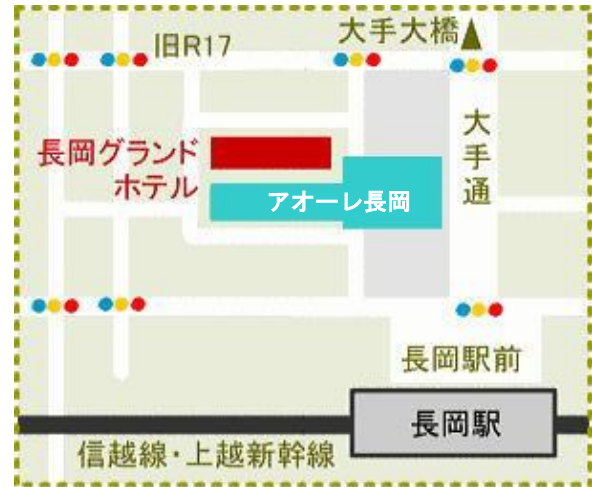 大手大橋
旧R17
長岡グランド
ホテル
アオーレ長岡
大
手
通
長岡駅前
長岡駅
信越線・上越新幹線